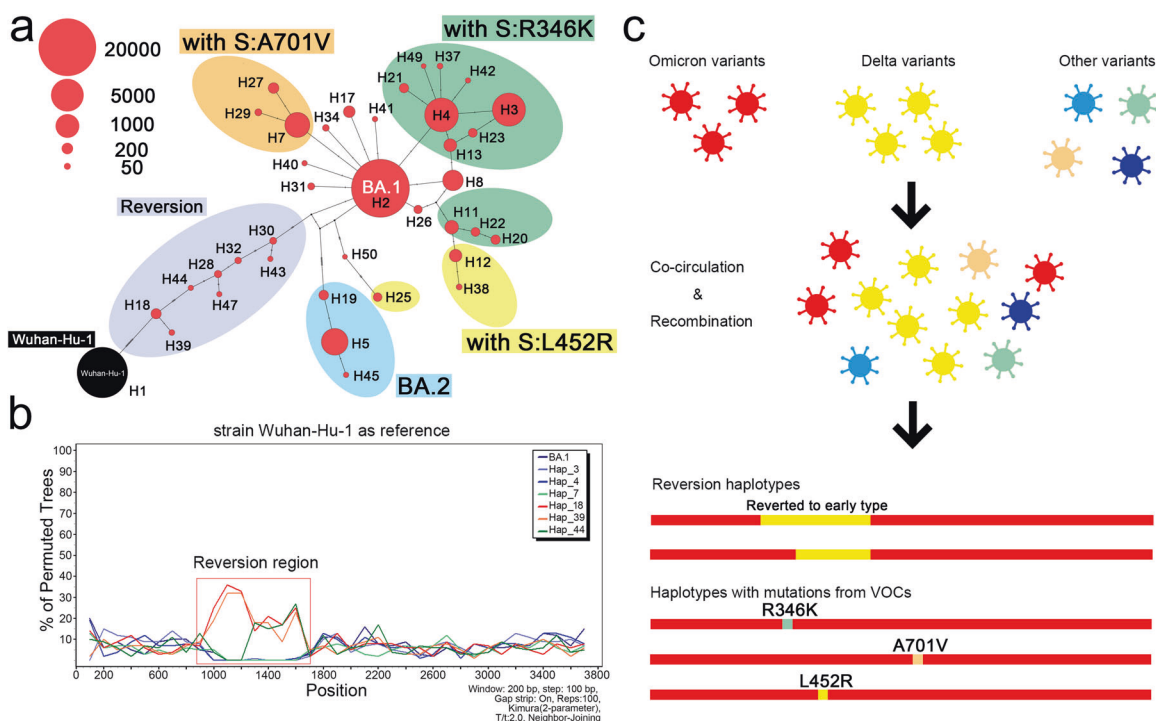 a
20000
5000
1000
200
50
with S:A701V
with S:R346K
H27
H29
H7
H34
H17
H41
H40
H31
BA.1
H2
H49
H37
H42
H21
H4
H3
H23
H13
H8
H26
H11
H22
H20
H12
H38
with S:L452R
H50
H25
H19
H5
H45
BA.2
Reversion
H30
H32
H43
H28
H44
H47
H18
H39
Wuhan-Hu-1
Wuhan-Hu-1
H1
b
strain Wuhan-Hu-1 as reference
% of Permuted Trees
100
90
80
70
60
50
40
30
20
10
Reversion region
BA.1
Hap_3
Hap_4
Hap_7
Hap_18
Hap_39
Hap_44
0 200 600 1000 1400 1800 2200 2600 3000 3400 3800
Position
Window: 200 bp, step: 100 bp,
Gap strip: On, Reps:100,
Kimura(2-parameter),
T/t:2.0, Neighbor-Joining
c
Omicron variants
Delta variants
Other variants
Co-circulation
&
Recombination
Reversion haplotypes
Reverted to early type
Haplotypes with mutations from VOCs
R346K
A701V
L452R